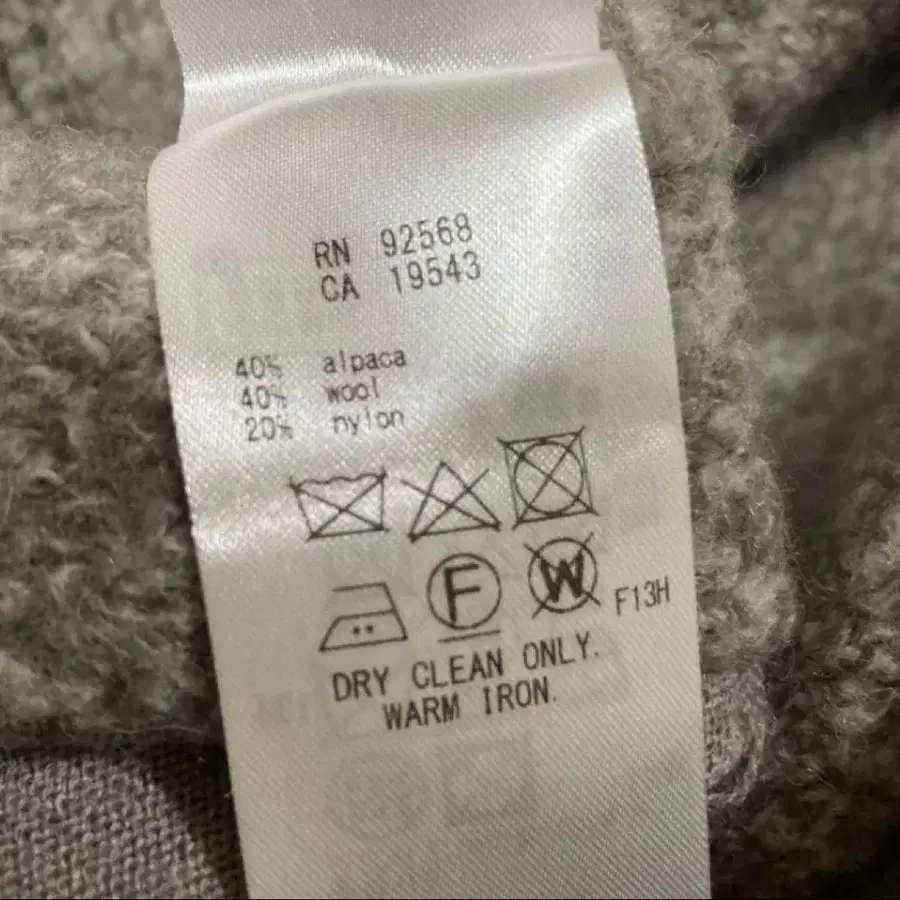 RN 92568
CA 19543
40% alpaca
40% wool
20% nylon
F W F13H
DRY CLEAN ONLY.
WARM IRON.